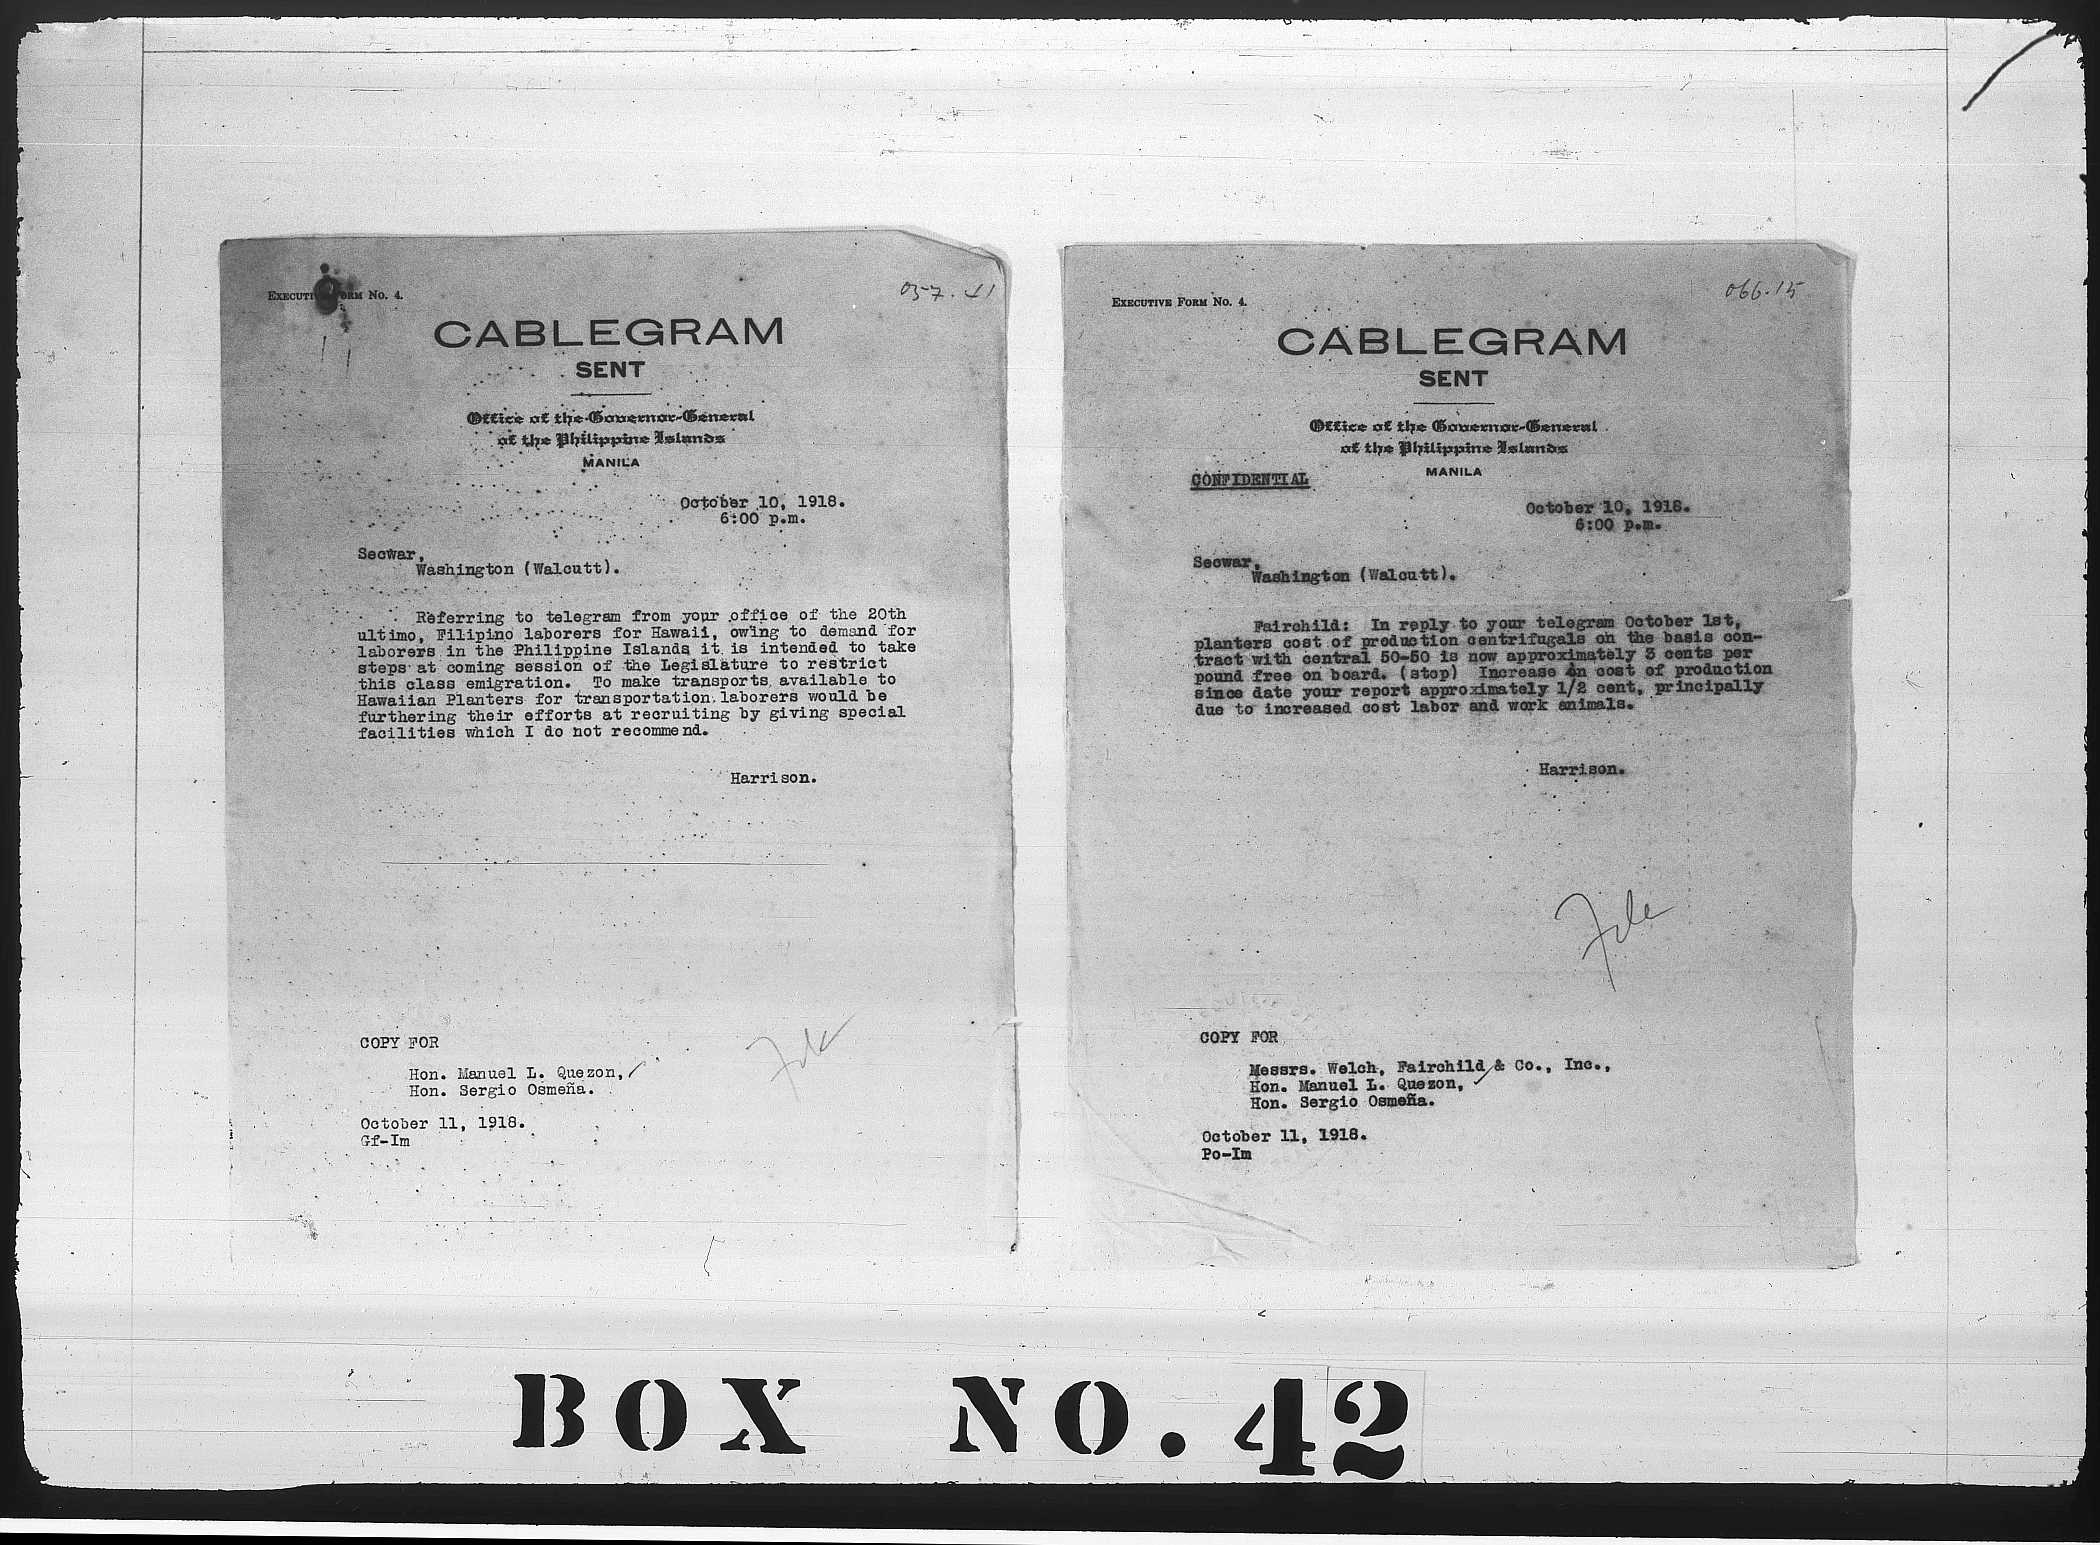 EXECUTIVE FORM No. 4.
057.41
CABLEGRAM
SENT
Office of the Governor-General
of the Philippine Islands
MANILA
October 10, 1918.
6:00 p.m.
Secwar,
Washington (Walcutt).
Referring to telegram from your office of the 20th
ultimo, Filipino laborers for Hawaii, owing to demand for
laborers in the Philippine Islands it is intended to take
steps at coming session of the Legislature to restrict
this class emigration. To make transports available to
Hawaiian Planters for transportation laborers would be
furthering their efforts at recruiting by giving special
facilities which I do not recommend.
Harrison.
File
COPY FOR
Hon. Manuel L. Quezon,
Hon. Sergio Osmeña.
October 11, 1918.
Gf-Im
EXECUTIVE FORM No. 4.
066.15
CABLEGRAM
SENT
Office of the Governor-General
of the Philippine Islands
MANILA
CONFIDENTIAL
October 10, 1918.
6:00 p.m.
Secwar,
Washington (Walcutt).
Fairchild: In reply to your telegram October 1st,
planters cost of production centrifugals on the basis con-
tract with central 50-50 is now approximately 3 cents per
pound free on board. (stop) Increase in cost of production
since date your report approximately 1/2 cent, principally
due to increased cost labor and work animals.
Harrison.
File
COPY FOR
Messrs. Welch, Fairchild & Co., Inc.,
Hon. Manuel L. Quezon,
Hon. Sergio Osmeña.
October 11, 1918.
Po-Im
BOX NO. 42